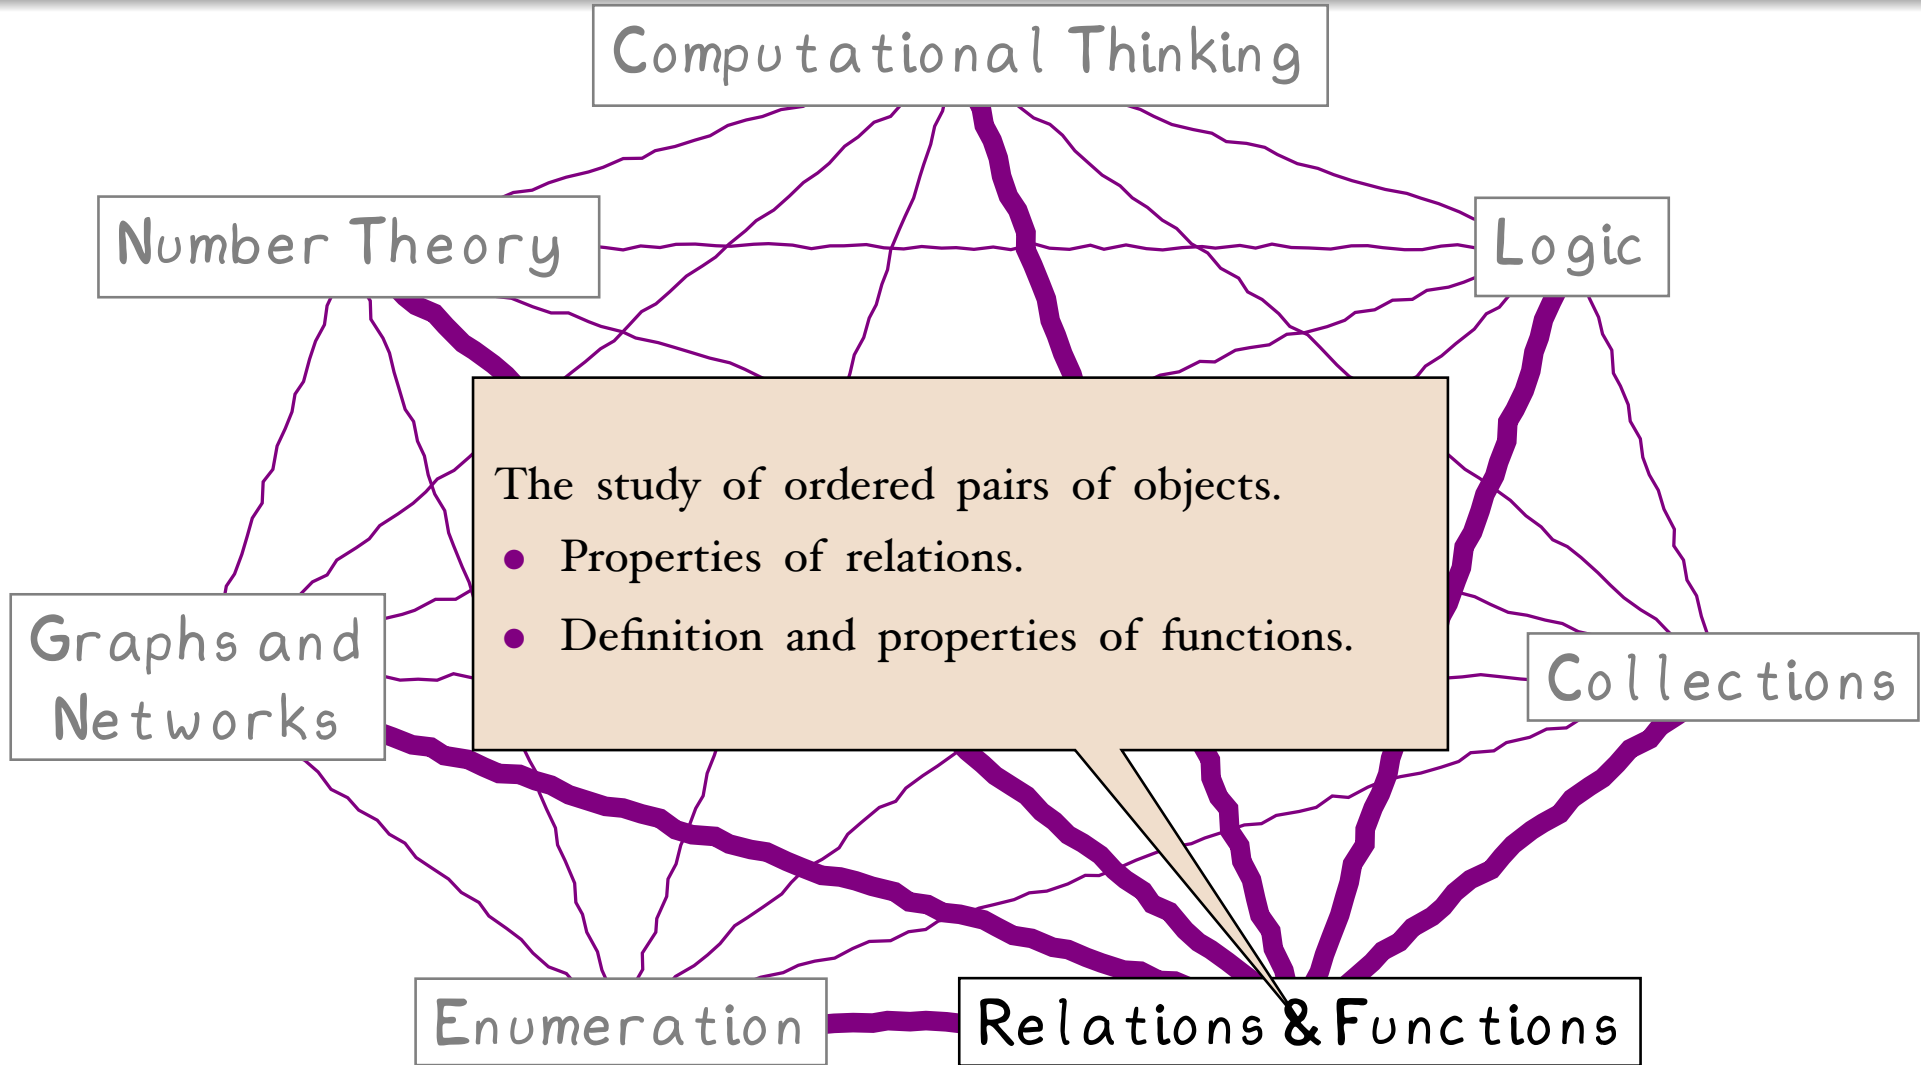 Computational Thinking
Number Theory
Logic
The study of ordered pairs of objects.
• Properties of relations.
• Definition and properties of functions.
Graphs and
Networks
Collections
Enumeration
Relations & Functions